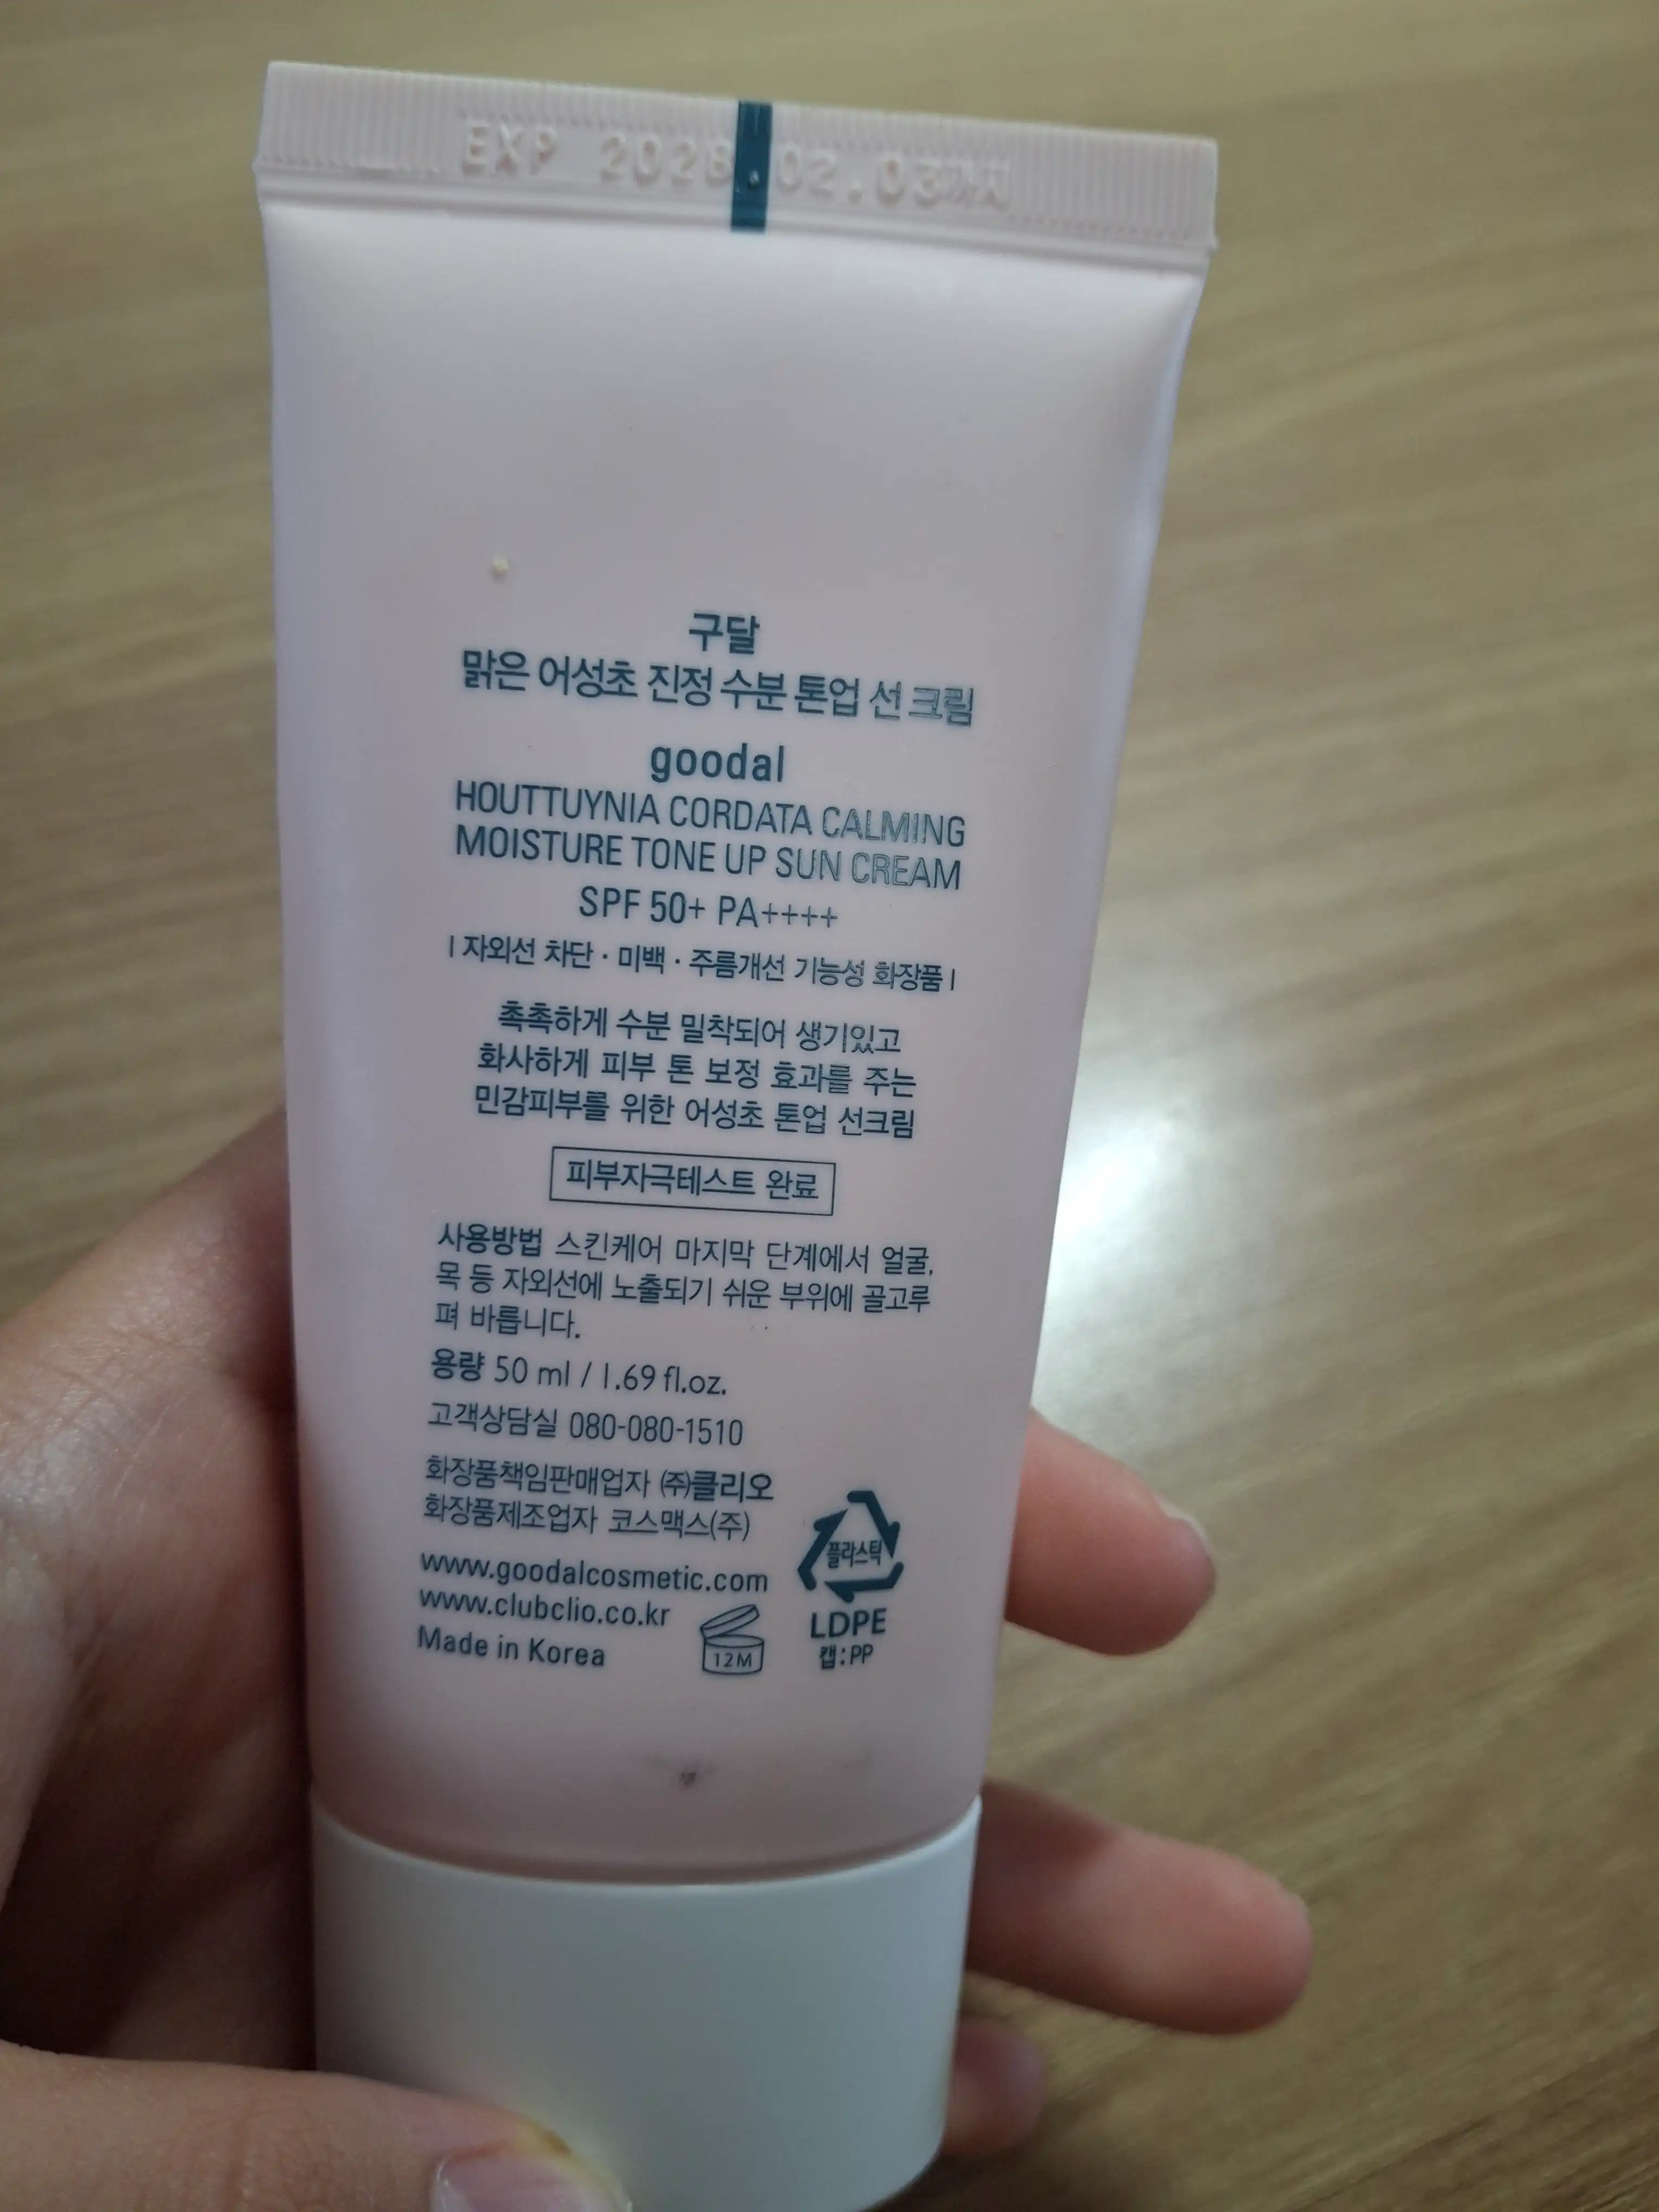 EXP 2028.02.03까지
구달
맑은 어성초 진정 수분 톤업 선 크림
goodal
HOUTTUYNIA CORDATA CALMING
MOISTURE TONE UP SUN CREAM
SPF 50+ PA++++
| 자외선 차단 · 미백 · 주름개선 기능성 화장품 |
촉촉하게 수분 밀착되어 생기있고
화사하게 피부 톤 보정 효과를 주는
민감피부를 위한 어성초 톤업 선크림
피부자극테스트 완료
사용방법 스킨케어 마지막 단계에서 얼굴,
목 등 자외선에 노출되기 쉬운 부위에 골고루
펴 바릅니다.
용량 50 ml / 1.69 fl.oz.
고객상담실 080-080-1510
화장품책임판매업자 ㈜클리오
화장품제조업자 코스맥스(주)
www.goodalcosmetic.com
www.clubclio.co.kr
Made in Korea
12M
플라스틱
LDPE
캡:PP